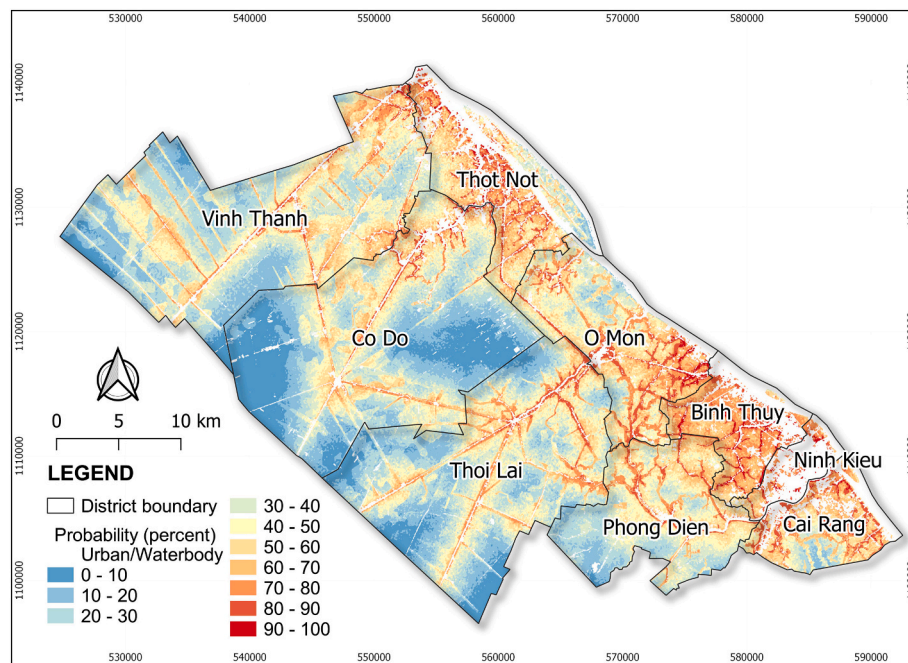 530000 540000 550000 560000 570000 580000 590000
1140000
1130000
1120000
1110000
1100000
Thot Not
Vinh Thanh
Co Do
O Mon
Binh Thuy
Ninh Kieu
Thoi Lai
Phong Dien
Cai Rang
0 5 10 km
LEGEND
District boundary
Probability (percent)
Urban/Waterbody
0 - 10
10 - 20
20 - 30
30 - 40
40 - 50
50 - 60
60 - 70
70 - 80
80 - 90
90 - 100
530000 540000 550000 560000 570000 580000 590000